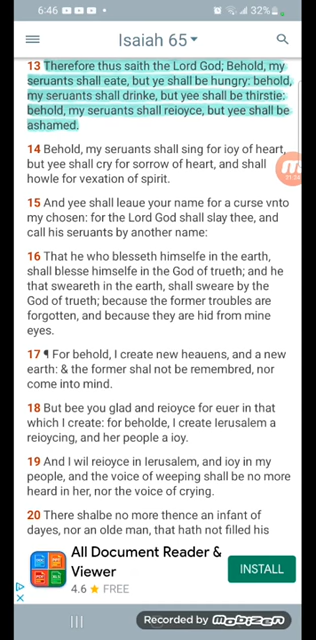 6:46
32%
Isaiah 65
13 Therefore thus saith the Lord God; Behold, my
seruants shall eate, but ye shall be hungry: behold,
my seruants shall drinke, but yee shall be thirstie:
behold, my seruants shall reioyce, but yee shall be
ashamed.
14 Behold, my seruants shall sing for ioy of heart,
but yee shall cry for sorrow of heart, and shall
howle for vexation of spirit.
15 And yee shall leaue your name for a curse vnto
my chosen: for the Lord God shall slay thee, and
call his seruants by another name:
16 That he who blesseth himselfe in the earth,
shall blesse himselfe in the God of trueth; and he
that sweareth in the earth, shall sweare by the
God of trueth; because the former troubles are
forgotten, and because they are hid from mine
eyes.
17 ¶ For behold, I create new heauens, and a new
earth: & the former shal not be remembred, nor
come into mind.
18 But bee you glad and reioyce for euer in that
which I create: for beholde, I create Ierusalem a
reioycing, and her people a ioy.
19 And I wil reioyce in Ierusalem, and ioy in my
people, and the voice of weeping shall be no more
heard in her, nor the voice of crying.
20 There shalbe no more thence an infant of
dayes, nor an olde man, that hath not filled his
All Document Reader &
Viewer
4.6 ★ FREE
INSTALL
Recorded by Mobizen